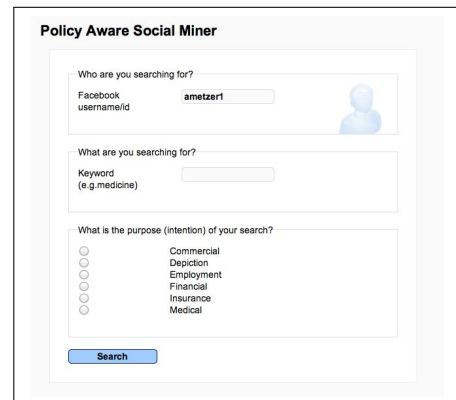 Policy Aware Social Miner
Who are you searching for?
Facebook
username/id
ametzer1
What are you searching for?
Keyword
(e.g.medicine)
What is the purpose (intention) of your search?
Commercial
Depiction
Employment
Financial
Insurance
Medical
Search